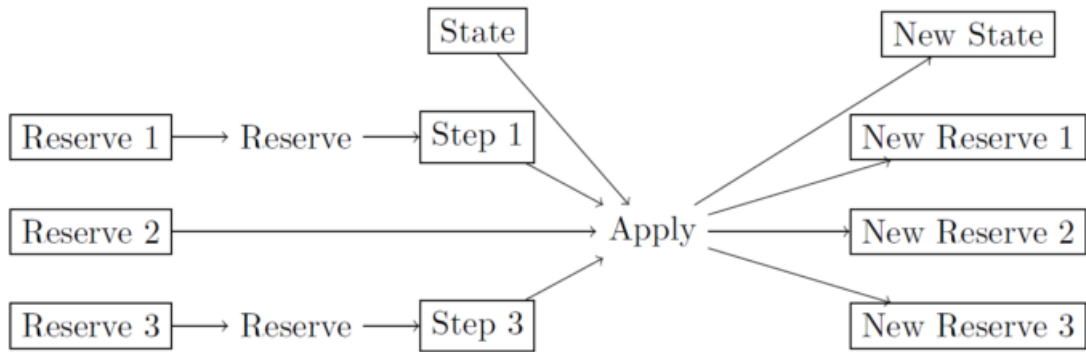 State
New State
Reserve 1
Reserve
Step 1
New Reserve 1
Reserve 2
Apply
New Reserve 2
Reserve 3
Reserve
Step 3
New Reserve 3